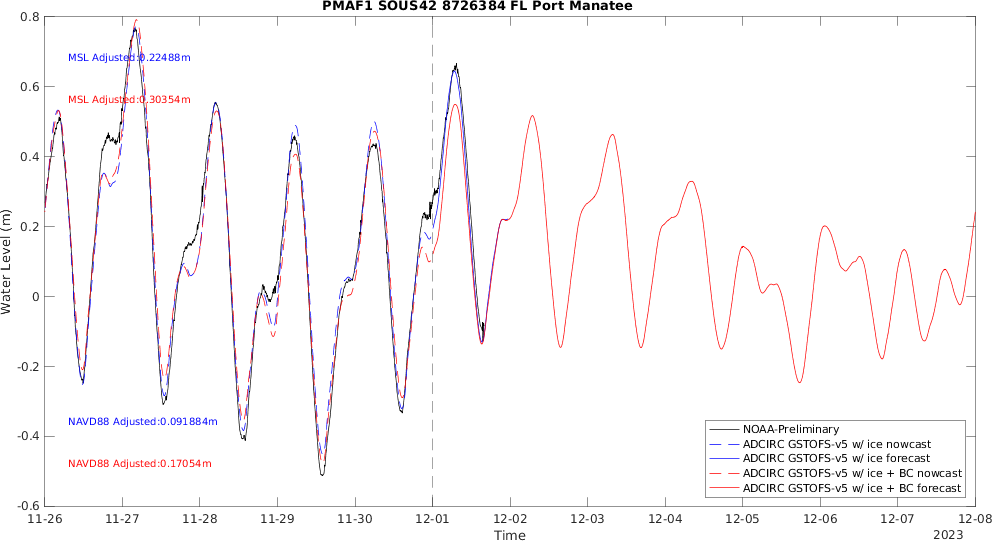 PMAF1 SOUS42 8726384 FL Port Manatee
0.8
0.6
0.4
0.2
0
-0.2
-0.4
-0.6
Water Level (m)
MSL Adjusted:0.22488m
MSL Adjusted:0.30354m
NAVD88 Adjusted:0.091884m
NAVD88 Adjusted:0.17054m
NOAA-Preliminary
ADCIRC GSTOFS-v5 w/ ice nowcast
ADCIRC GSTOFS-v5 w/ ice forecast
ADCIRC GSTOFS-v5 w/ ice + BC nowcast
ADCIRC GSTOFS-v5 w/ ice + BC forecast
11-26 11-27 11-28 11-29 11-30 12-01 12-02 12-03 12-04 12-05 12-06 12-07 12-08
Time
2023